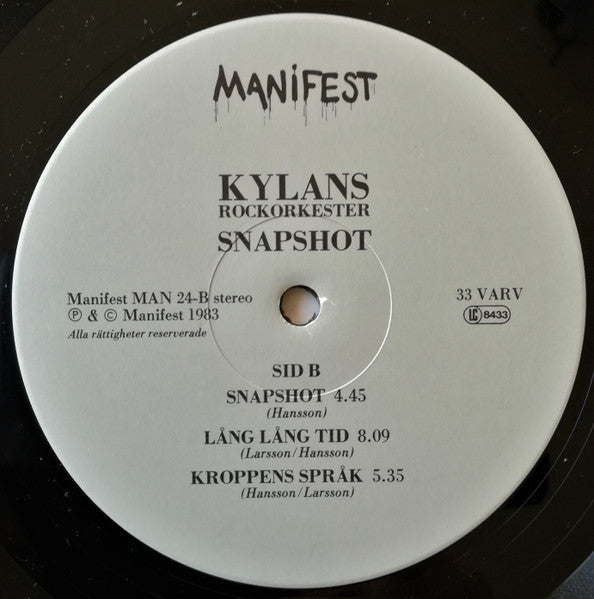 MANiFEST
KYLANS
ROCKORKESTER
SNAPSHOT
Manifest MAN 24-B stereo
℗ & © Manifest 1983
Alla rättigheter reserverade
33 VARV
LC 8433
SID B
SNAPSHOT 4.45
(Hansson)
LÅNG LÅNG TID 8.09
(Larsson/Hansson)
KROPPENS SPRÅK 5.35
(Hansson/Larsson)